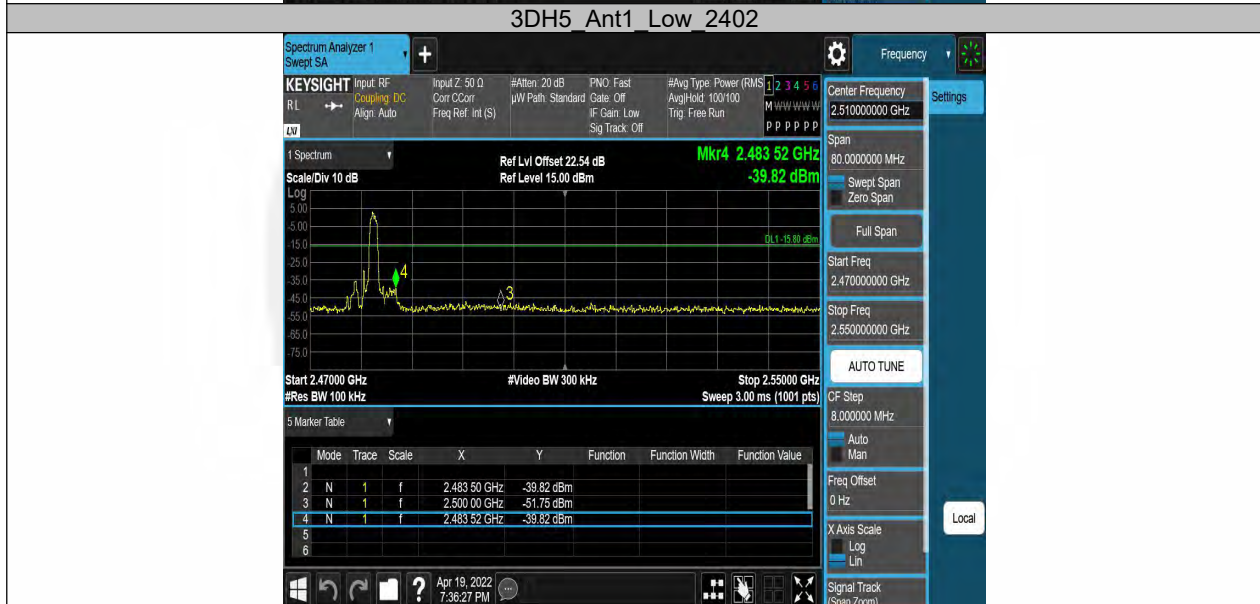 3DH5_Ant1_Low_2402
Spectrum Analyzer 1
Swept SA
Frequency
KEYSIGHT
RL
LXI
Input: RF
Coupling: DC
Align: Auto
Input Z: 50 Ω
Corr CCorr
Freq Ref: Int (S)
#Atten: 20 dB
µW Path: Standard
PNO: Fast
Gate: Off
IF Gain: Low
Sig Track: Off
#Avg Type: Power (RMS
Avg|Hold: 100/100
Trig: Free Run
1 2 3 4 5 6
M W W W W W
P P P P P P
1 Spectrum
Scale/Div 10 dB
Ref Lvl Offset 22.54 dB
Ref Level 15.00 dBm
Mkr4 2.483 52 GHz
-39.82 dBm
Log
5.00
-5.00
-15.0
-25.0
-35.0
-45.0
-55.0
-65.0
-75.0
DL1 -15.80 dBm
4
3
Start 2.47000 GHz
#Video BW 300 kHz
Stop 2.55000 GHz
#Res BW 100 kHz
Sweep 3.00 ms (1001 pts)
5 Marker Table
Mode Trace Scale X Y Function Function Width Function Value
1
2 N 1 f 2.483 50 GHz -39.82 dBm
3 N 1 f 2.500 00 GHz -51.75 dBm
4 N 1 f 2.483 52 GHz -39.82 dBm
5
6
Apr 19, 2022
7:36:27 PM
Center Frequency
2.510000000 GHz
Settings
Span
80.0000000 MHz
Swept Span
Zero Span
Full Span
Start Freq
2.470000000 GHz
Stop Freq
2.550000000 GHz
AUTO TUNE
CF Step
8.000000 MHz
Auto
Man
Freq Offset
0 Hz
X Axis Scale
Log
Lin
Local
Signal Track
(Span Zoom)